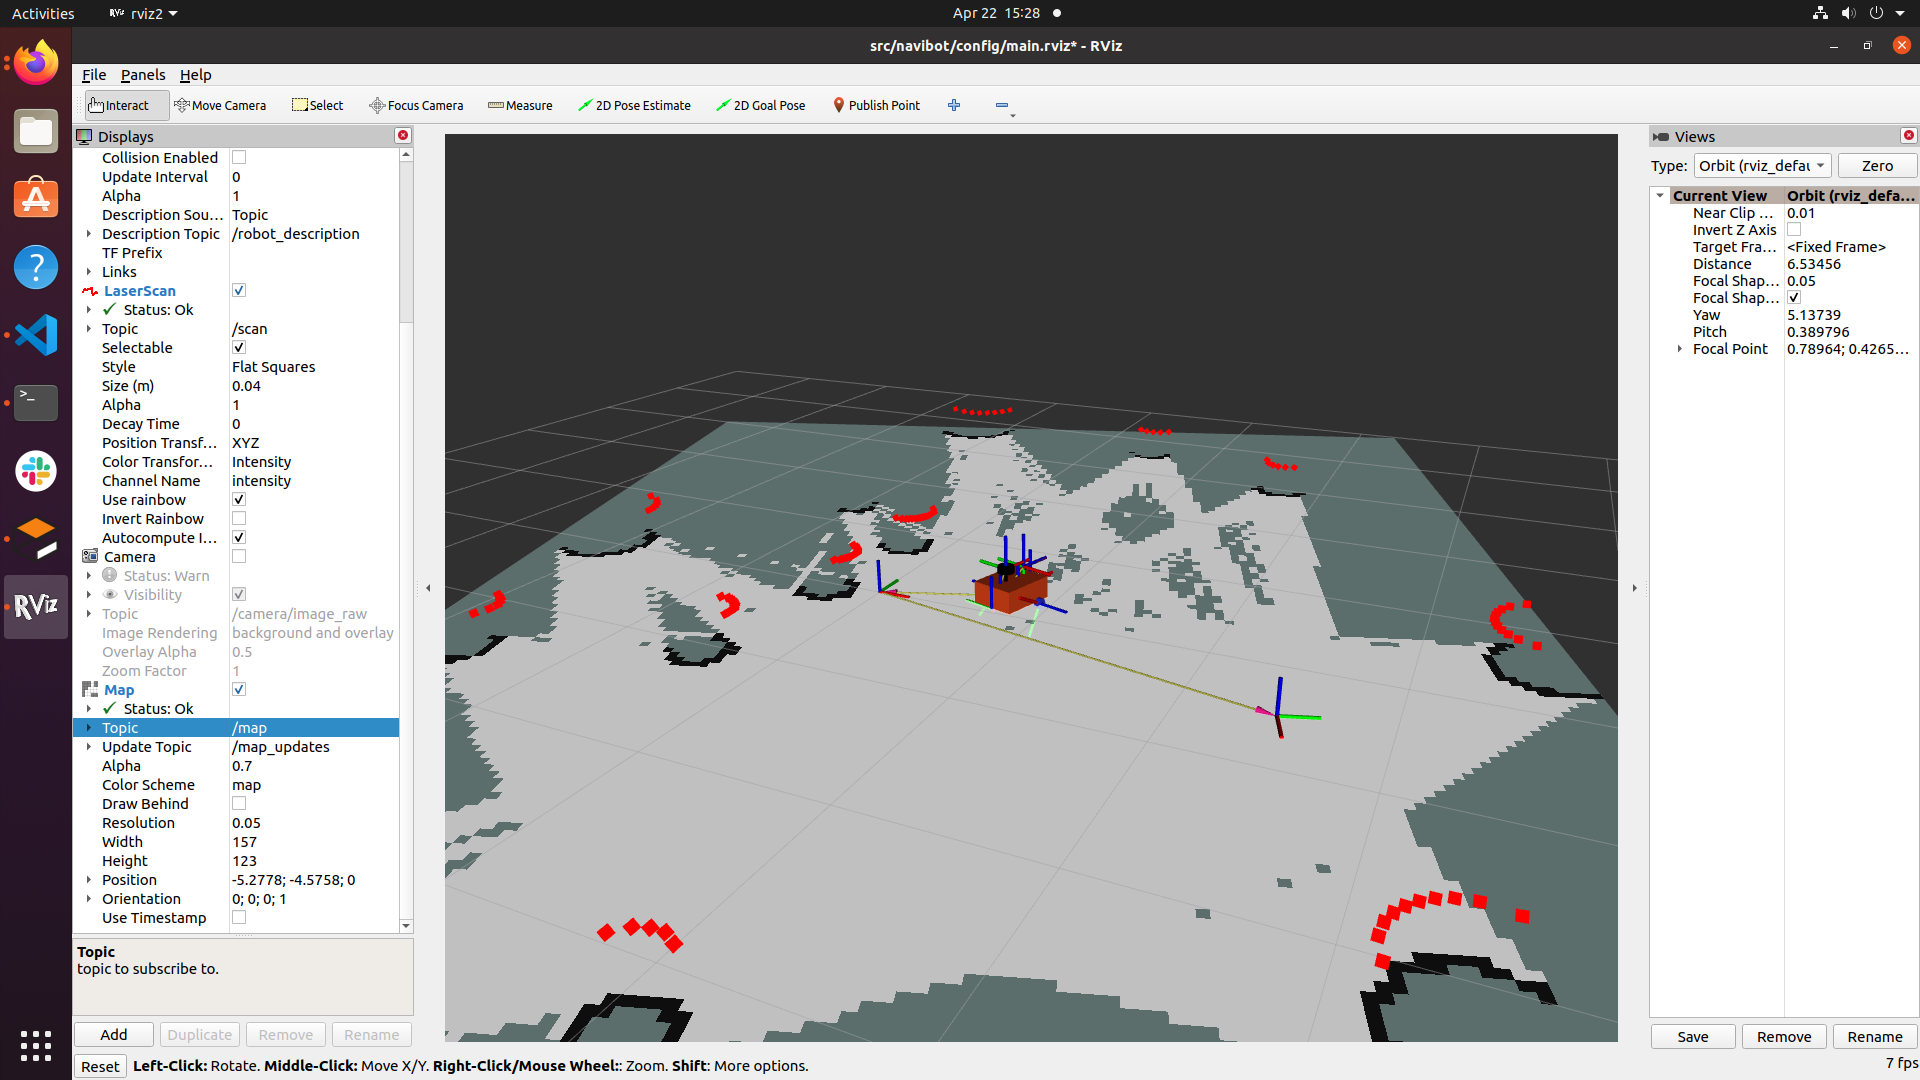 Activities rviz2 Apr 22 15:28
src/navibot/config/main.rviz* - RViz
File Panels Help
Interact Move Camera Select Focus Camera Measure 2D Pose Estimate 2D Goal Pose Publish Point
Displays
Collision Enabled
Update Interval 0
Alpha 1
Description Sou... Topic
Description Topic /robot_description
TF Prefix
Links
LaserScan
Status: Ok
Topic /scan
Selectable
Style Flat Squares
Size (m) 0.04
Alpha 1
Decay Time 0
Position Transf... XYZ
Color Transfor... Intensity
Channel Name intensity
Use rainbow
Invert Rainbow
Autocompute I...
Camera
Status: Warn
Visibility
Topic /camera/image_raw
Image Rendering background and overlay
Overlay Alpha 0.5
Zoom Factor 1
Map
Status: Ok
Topic /map
Update Topic /map_updates
Alpha 0.7
Color Scheme map
Draw Behind
Resolution 0.05
Width 157
Height 123
Position -5.2778; -4.5758; 0
Orientation 0; 0; 0; 1
Use Timestamp
Topic
topic to subscribe to.
Add Duplicate Remove Rename
Reset Left-Click: Rotate. Middle-Click: Move X/Y. Right-Click/Mouse Wheel:: Zoom. Shift: More options.
Views
Type: Orbit (rviz_defau Zero
Current View Orbit (rviz_defa...
Near Clip ... 0.01
Invert Z Axis
Target Fra... <Fixed Frame>
Distance 6.53456
Focal Shap... 0.05
Focal Shap...
Yaw 5.13739
Pitch 0.389796
Focal Point 0.78964; 0.4265...
Save Remove Rename
7 fps
RViz